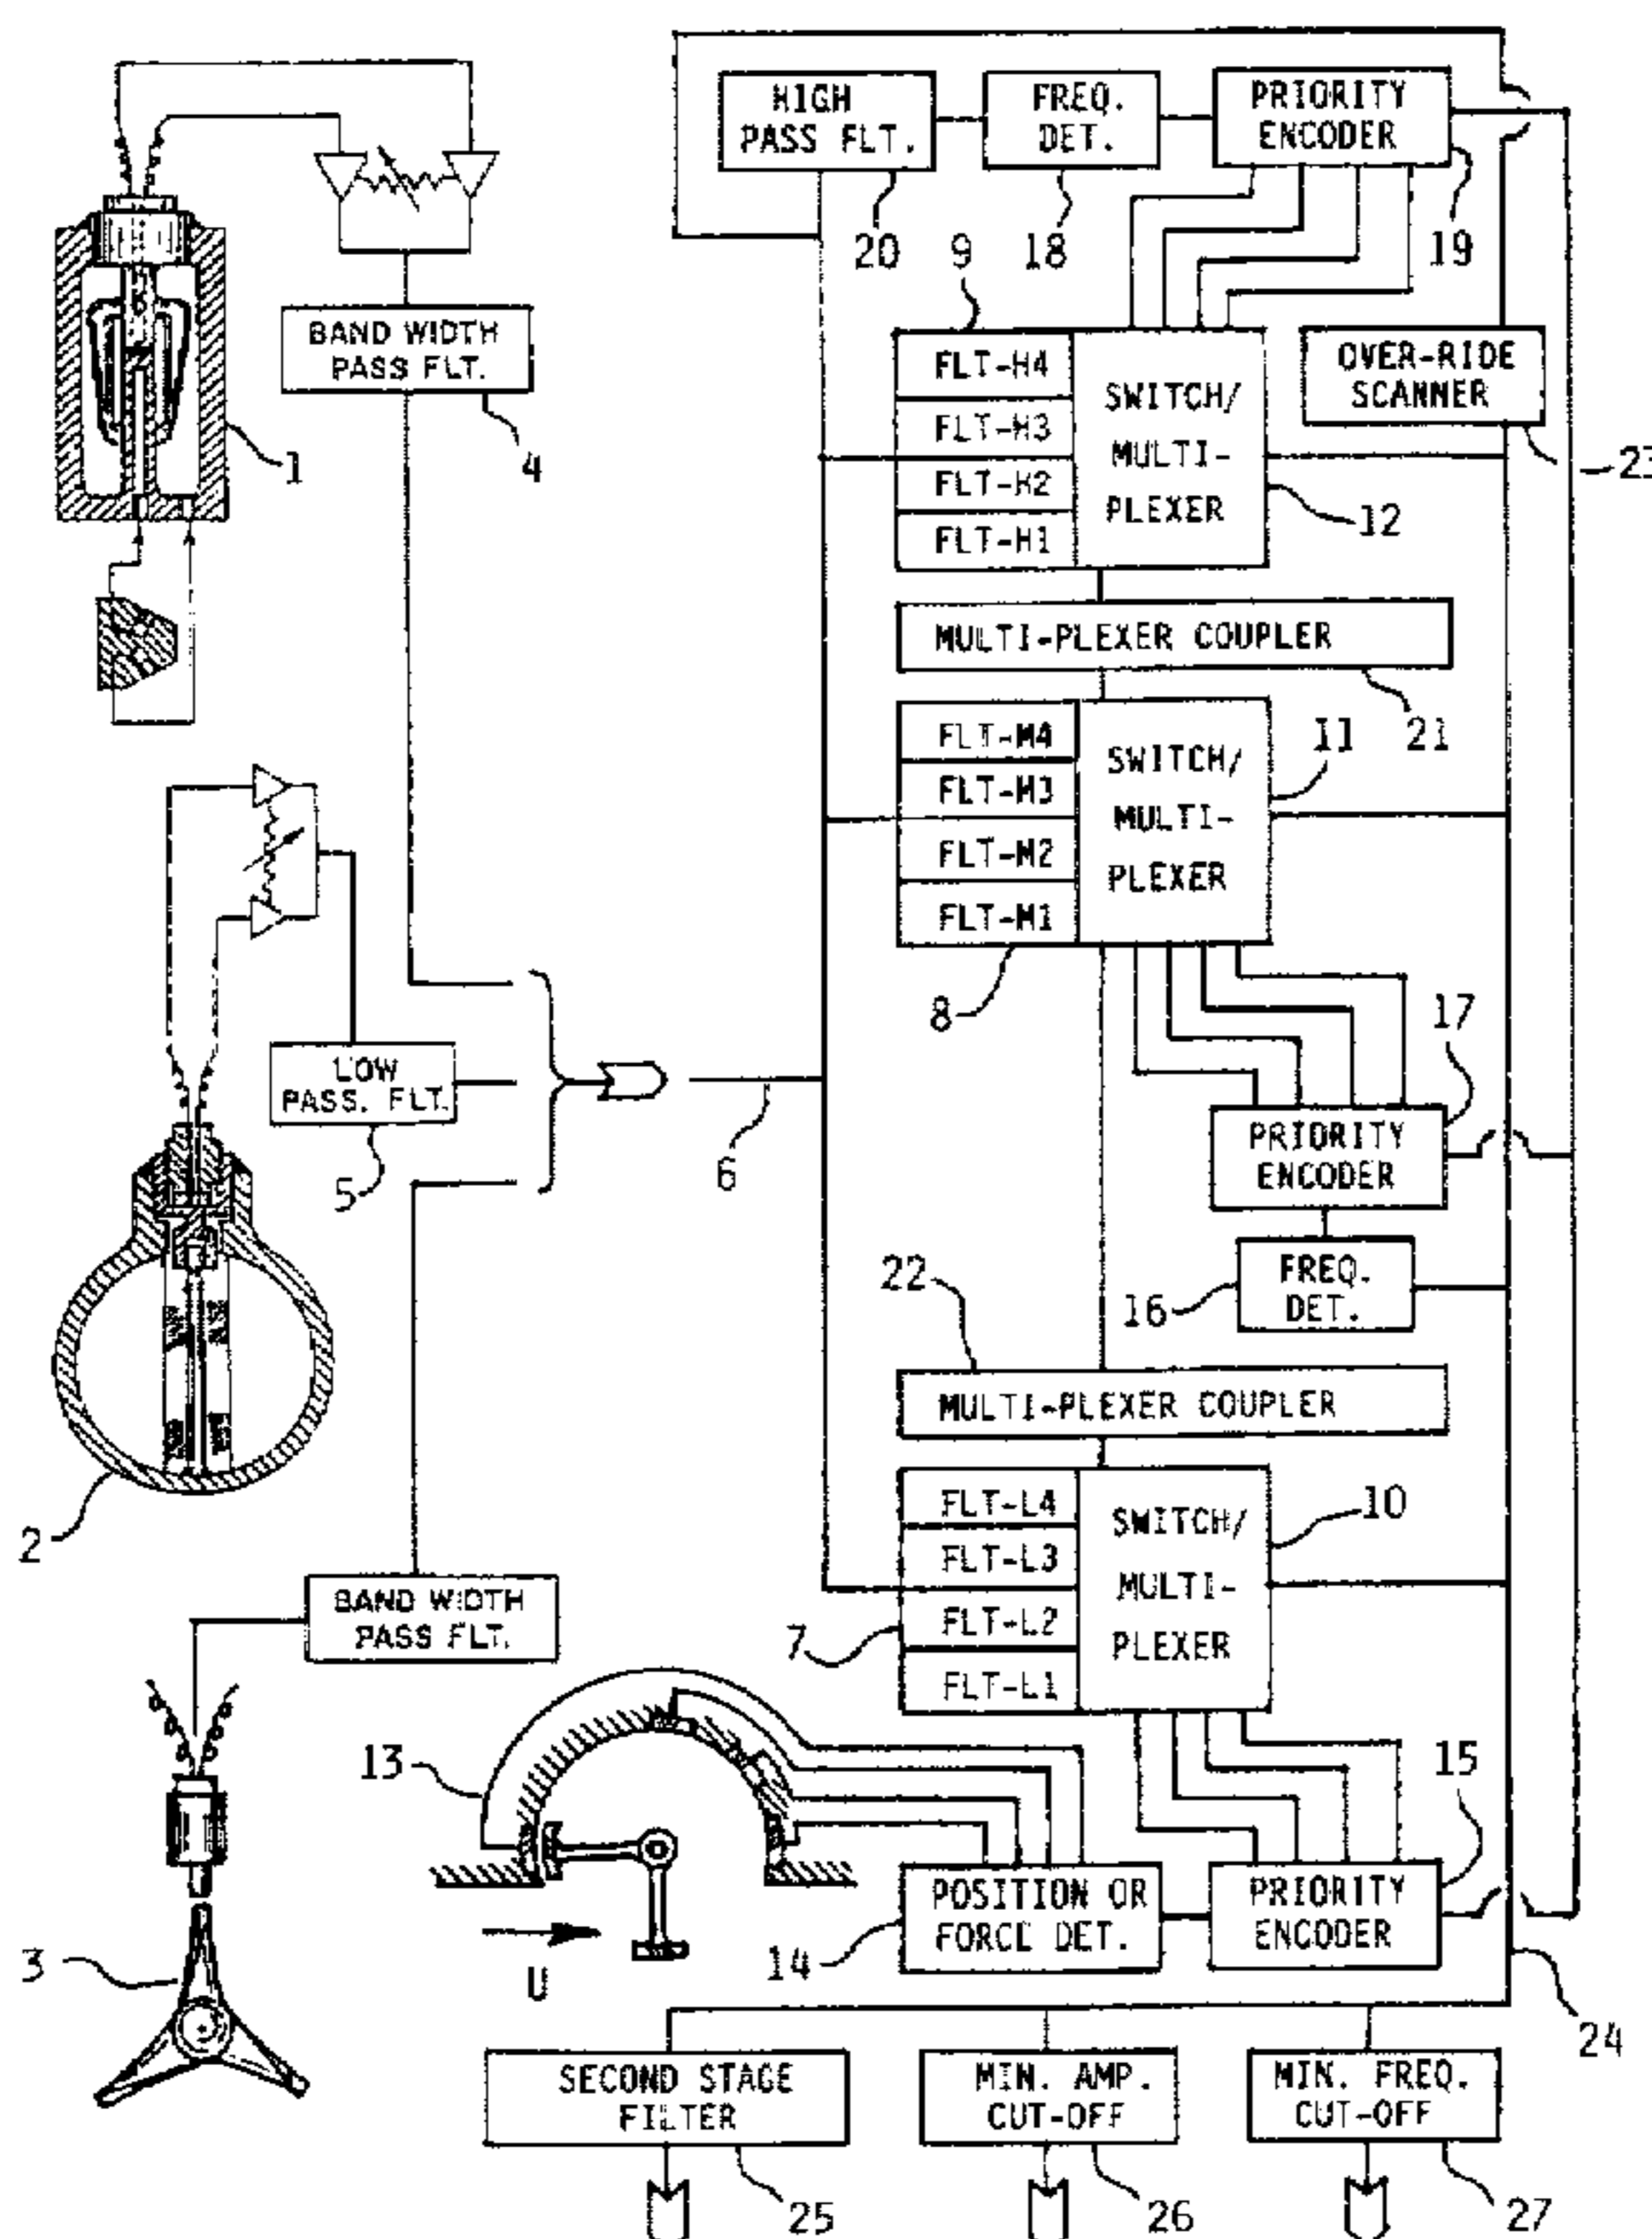 HIGH
PASS FLT.
FREQ.
DET.
PRIORITY
ENCODER
20
18
19
9
BAND WIDTH
PASS FLT.
4
1
FLT-H4
FLT-H3
FLT-H2
FLT-H1
SWITCH/
MULTI-
PLEXER
12
OVER-RIDE
SCANNER
23
MULTI-PLEXER COUPLER
21
FLT-M4
FLT-M3
FLT-M2
FLT-M1
SWITCH/
MULTI-
PLEXER
11
8
17
LOW
PASS. FLT.
5
6
PRIORITY
ENCODER
FREQ.
DET.
16
22
MULTI-PLEXER COUPLER
2
FLT-L4
FLT-L3
FLT-L2
FLT-L1
SWITCH/
MULTI-
PLEXER
10
7
BAND WIDTH
PASS FLT.
13
15
POSITION OR
FORCE DET.
14
PRIORITY
ENCODER
U
3
24
SECOND STAGE
FILTER
25
MIN. AMP.
CUT-OFF
26
MIN. FREQ.
CUT-OFF
27